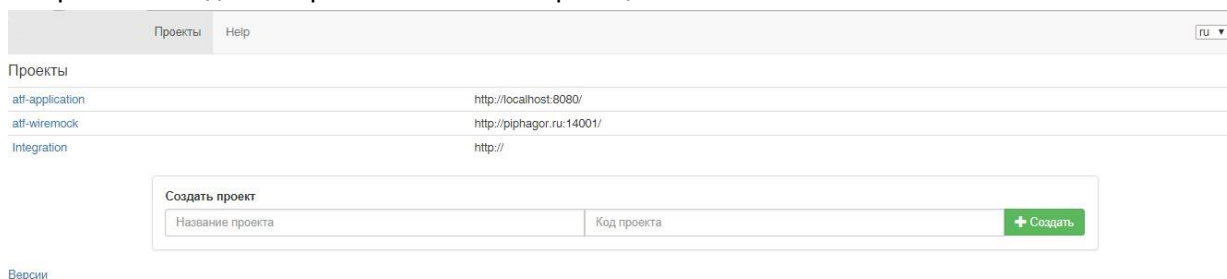 Проекты Help ru
Проекты
atf-application http://localhost:8080/
atf-wiremock http://piphagor.ru:14001/
Integration http://
Создать проект
Название проекта Код проекта Создать
Версии